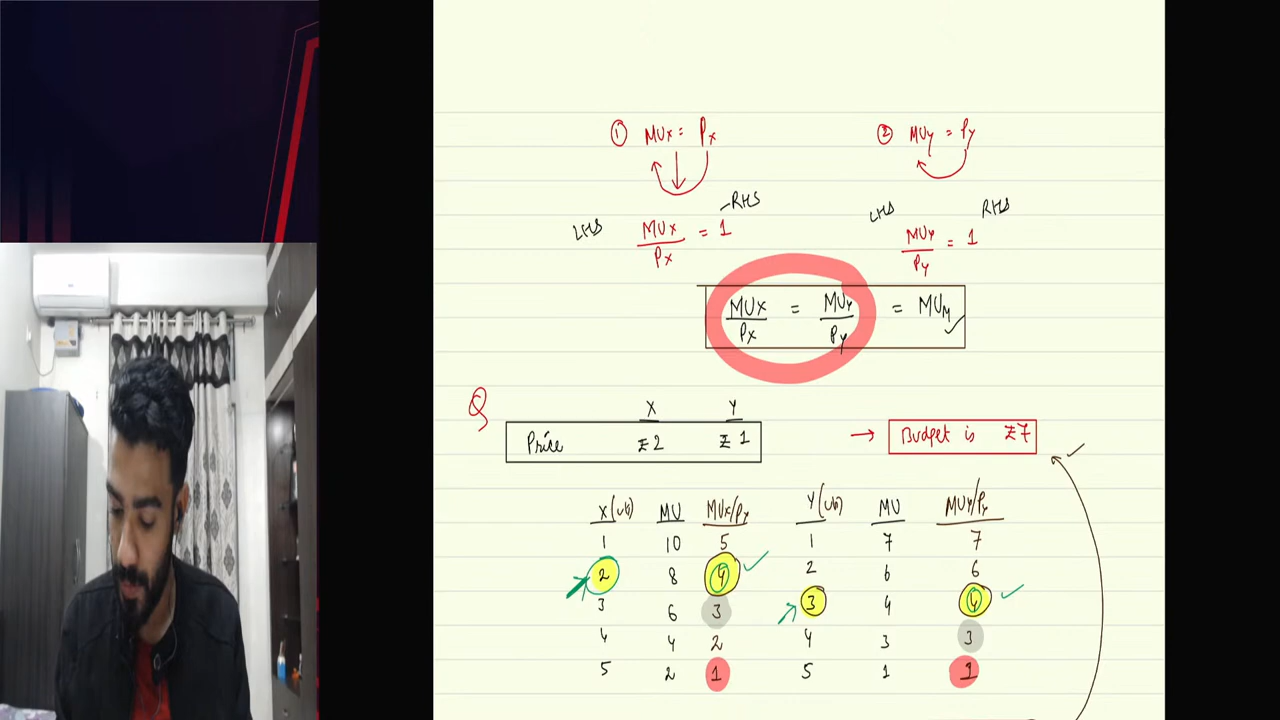 ① MUx = Px ② MUy = Py
LHS MUx/Px = 1 RHS LHS MUy/Py = 1 RHS
MUx/Px = MUy/Py = MUM
Q
X Y
Price ₹2 ₹1 → Budget is ₹7
MU MUx/Px MU MUy/Py
1 10 5 1 7 7
2 8 4 2 6 6
3 6 3 3 4 4
4 4 2 4 3 3
5 2 1 5 1 1